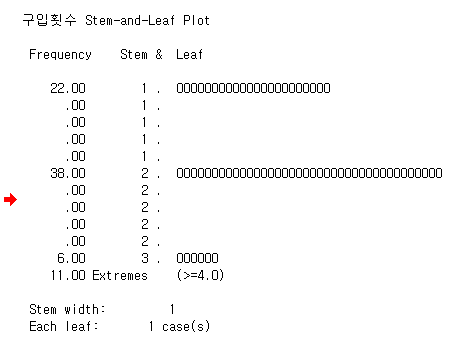 구입횟수 Stem-and-Leaf Plot
Frequency Stem & Leaf
22.00 1 . 0000000000000000000000
.00 1 .
.00 1 .
.00 1 .
.00 1 .
38.00 2 . 00000000000000000000000000000000000000
.00 2 .
.00 2 .
.00 2 .
.00 2 .
6.00 3 . 000000
11.00 Extremes (>=4.0)
Stem width: 1
Each leaf: 1 case(s)